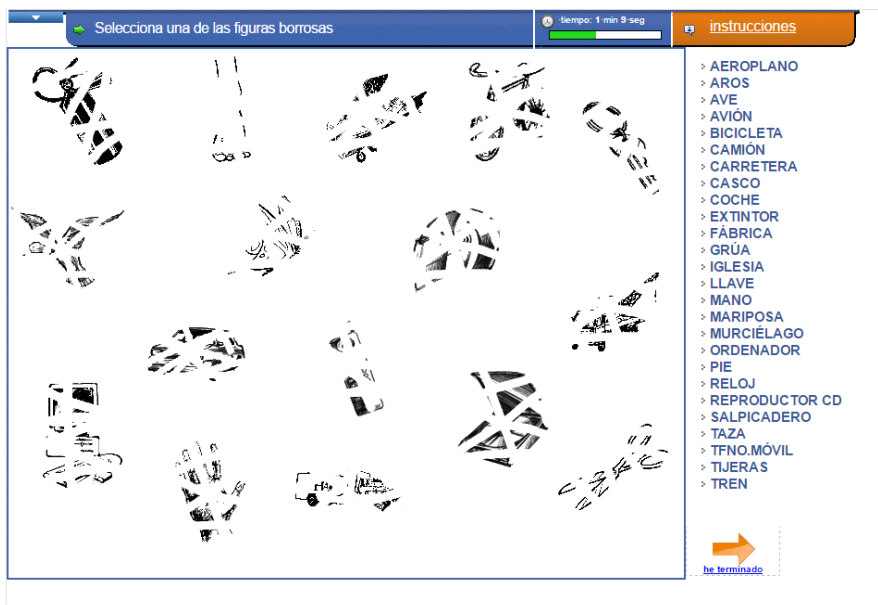 Selecciona una de las figuras borrosas
tiempo: 1 min 9 seg
instrucciones
AEROPLANO
AROS
AVE
AVIÓN
BICICLETA
CAMIÓN
CARRETERA
CASCO
COCHE
EXTINTOR
FÁBRICA
GRÚA
IGLESIA
LLAVE
MANO
MARIPOSA
MURCIÉLAGO
ORDENADOR
PIE
RELOJ
REPRODUCTOR CD
SALPICADERO
TAZA
TFNO.MÓVIL
TIJERAS
TREN
he terminado